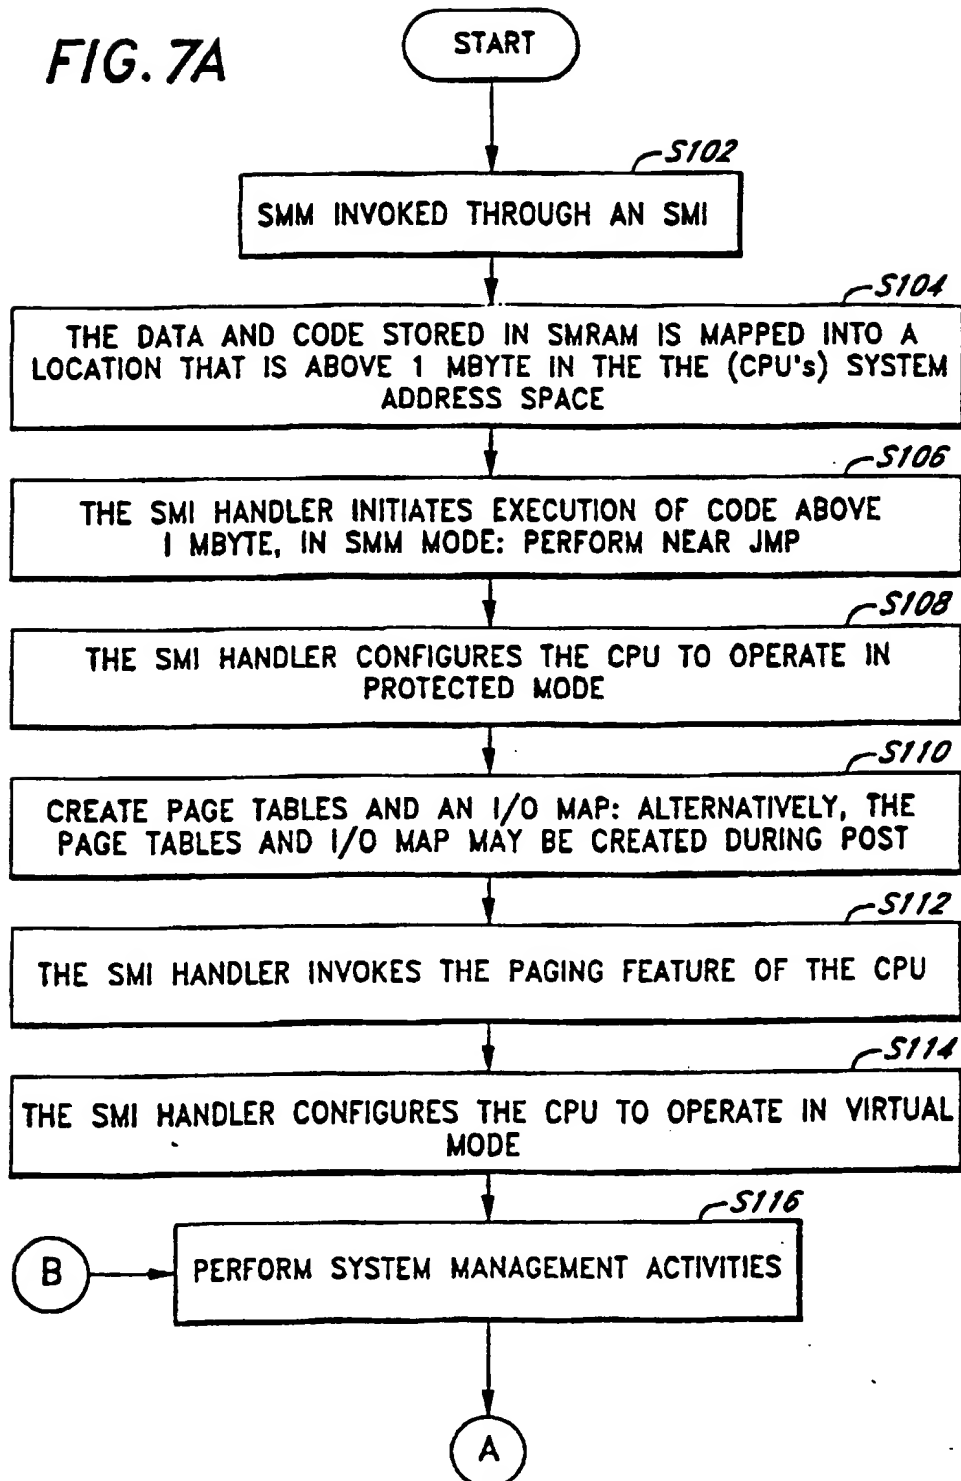 FIG. 7A
START
S102
SMM INVOKED THROUGH AN SMI
S104
THE DATA AND CODE STORED IN SMRAM IS MAPPED INTO A
LOCATION THAT IS ABOVE 1 MBYTE IN THE THE (CPU's) SYSTEM
ADDRESS SPACE
S106
THE SMI HANDLER INITIATES EXECUTION OF CODE ABOVE
1 MBYTE, IN SMM MODE: PERFORM NEAR JMP
S108
THE SMI HANDLER CONFIGURES THE CPU TO OPERATE IN
PROTECTED MODE
S110
CREATE PAGE TABLES AND AN I/O MAP: ALTERNATIVELY, THE
PAGE TABLES AND I/O MAP MAY BE CREATED DURING POST
S112
THE SMI HANDLER INVOKES THE PAGING FEATURE OF THE CPU
S114
THE SMI HANDLER CONFIGURES THE CPU TO OPERATE IN VIRTUAL
MODE
S116
B
PERFORM SYSTEM MANAGEMENT ACTIVITIES
A